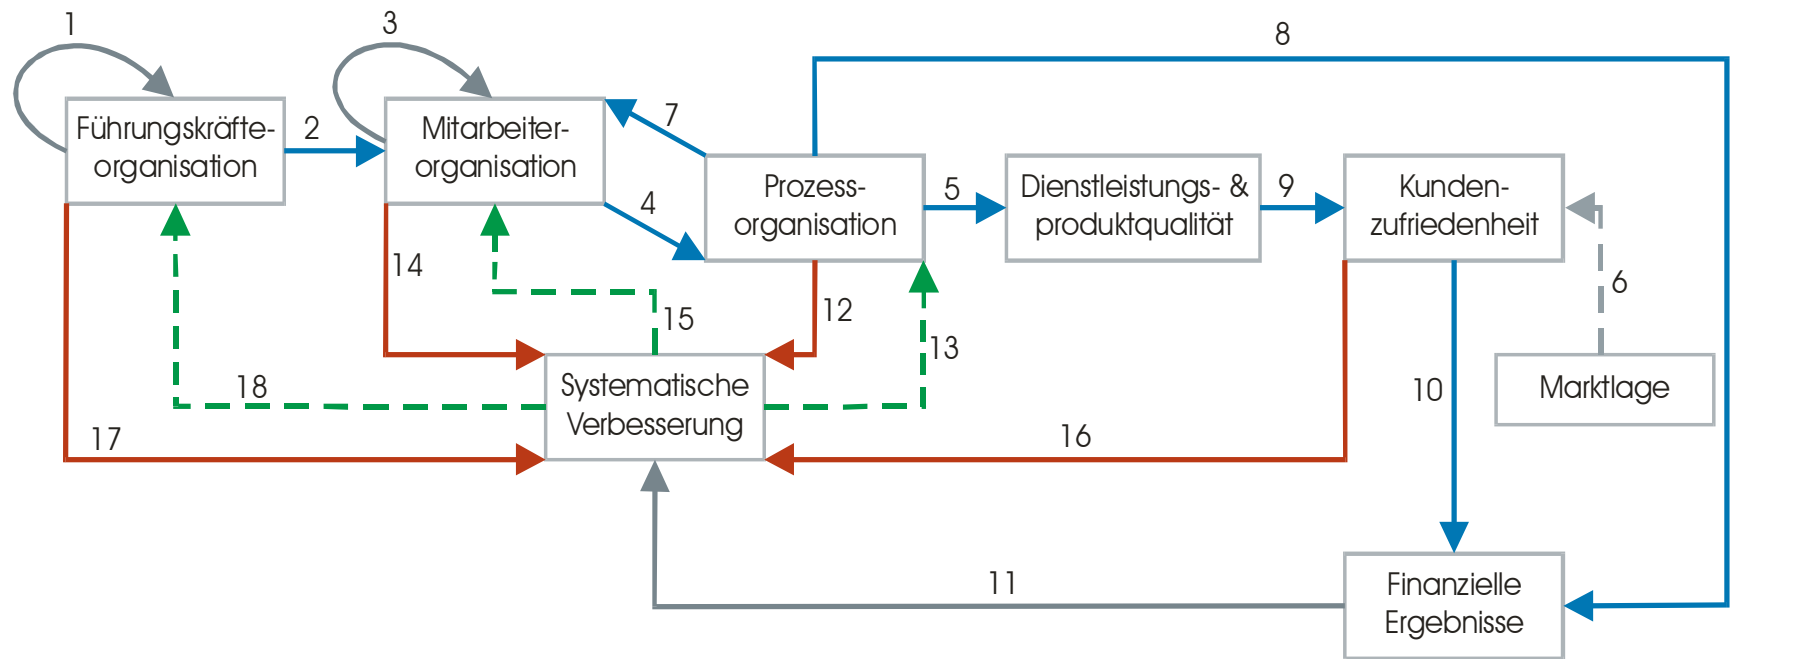 1
3
8
Führungskräfte-
organisation
2
Mitarbeiter-
organisation
7
4
Prozess-
organisation
5
Dienstleistungs- &
produktqualität
9
Kunden-
zufriedenheit
6
14
15
12
13
Systematische
Verbesserung
18
17
16
10
Marktlage
11
Finanzielle
Ergebnisse